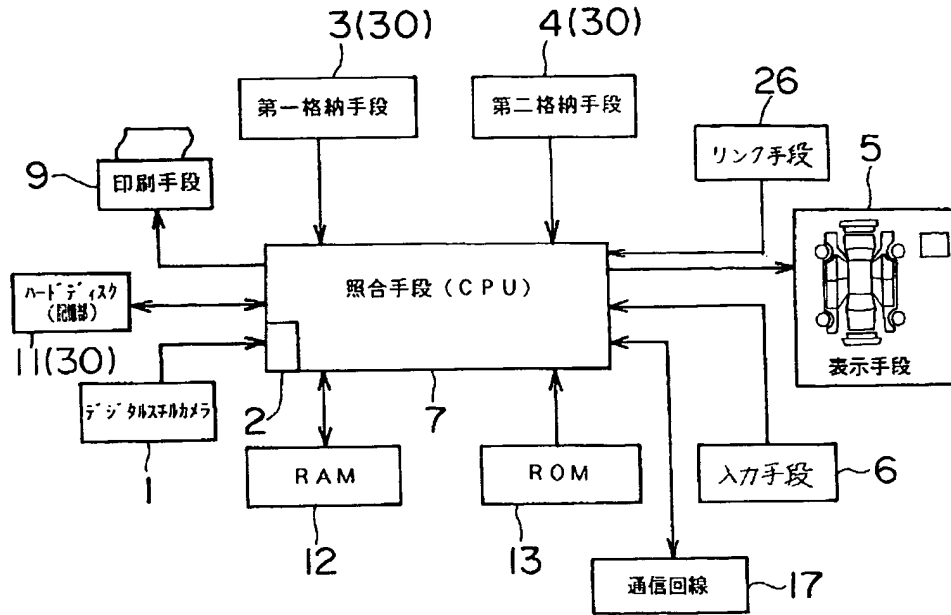 3(30)
4(30)
26
第一格納手段
第二格納手段
リンク手段
5
9
印刷手段
照合手段(CPU)
ハードディスク
(記憶部)
11(30)
表示手段
デジタルスチルカメラ
2
7
1
RAM
ROM
入力手段
6
12
13
通信回線
17